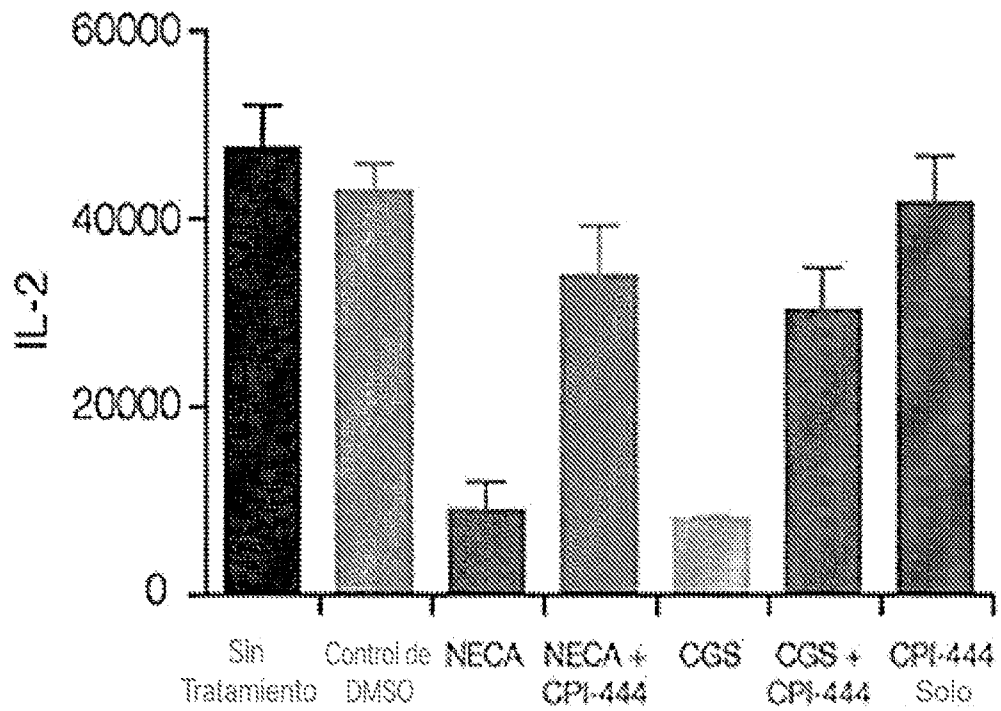 60000
40000
20000
0
IL-2
Sin
Tratamiento
Control de
DMSO
NECA
NECA +
CPI-444
CGS
CGS +
CPI-444
CPI-444
Solo